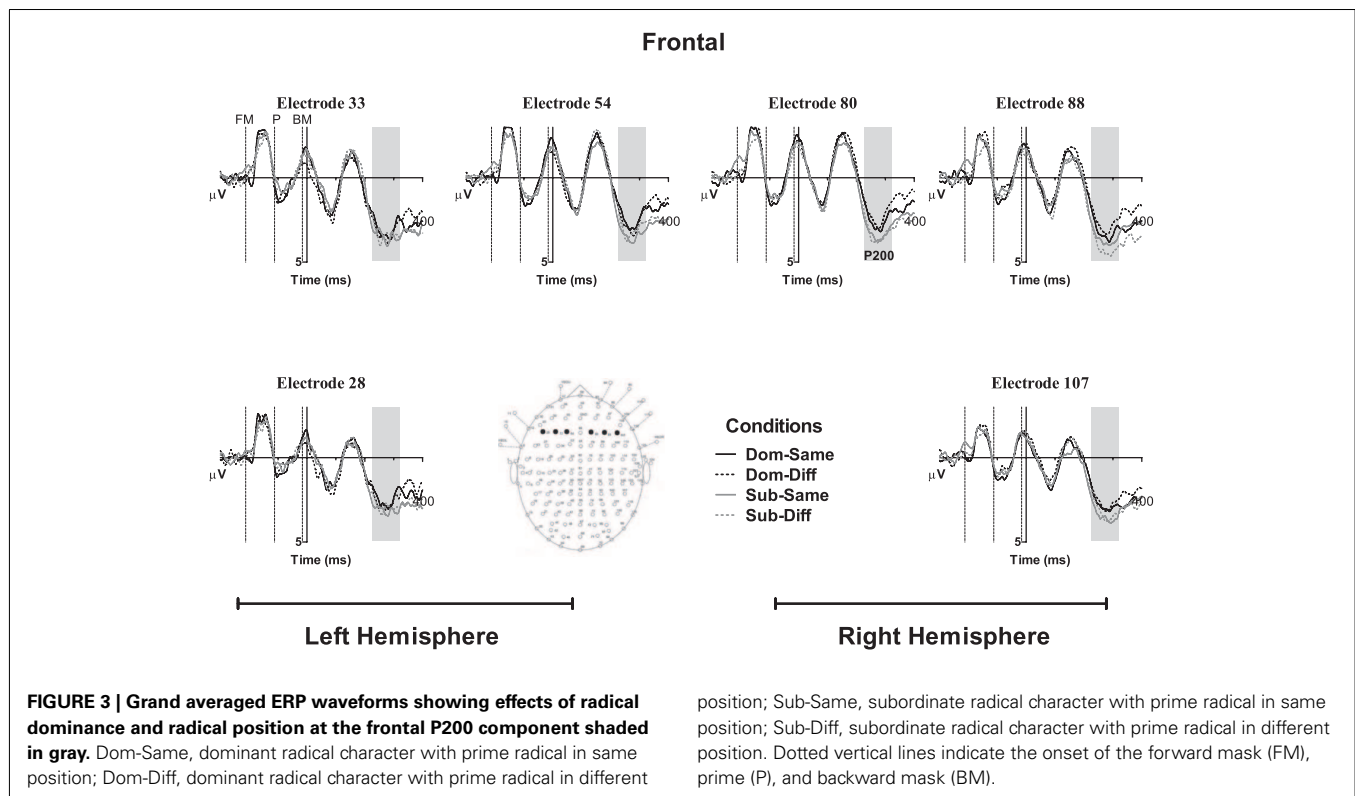 Frontal
Electrode 33
FM P BM
μV
400
5
Time (ms)
Electrode 54
μV
400
5
Time (ms)
Electrode 80
μV
400
5
P200
Time (ms)
Electrode 88
μV
400
5
Time (ms)
Electrode 28
μV
400
5
Time (ms)
Conditions
Dom-Same
Dom-Diff
Sub-Same
Sub-Diff
Electrode 107
μV
400
5
Time (ms)
Left Hemisphere
Right Hemisphere
FIGURE 3 | Grand averaged ERP waveforms showing effects of radical
dominance and radical position at the frontal P200 component shaded
in gray. Dom-Same, dominant radical character with prime radical in same
position; Dom-Diff, dominant radical character with prime radical in different
position; Sub-Same, subordinate radical character with prime radical in same
position; Sub-Diff, subordinate radical character with prime radical in different
position. Dotted vertical lines indicate the onset of the forward mask (FM),
prime (P), and backward mask (BM).